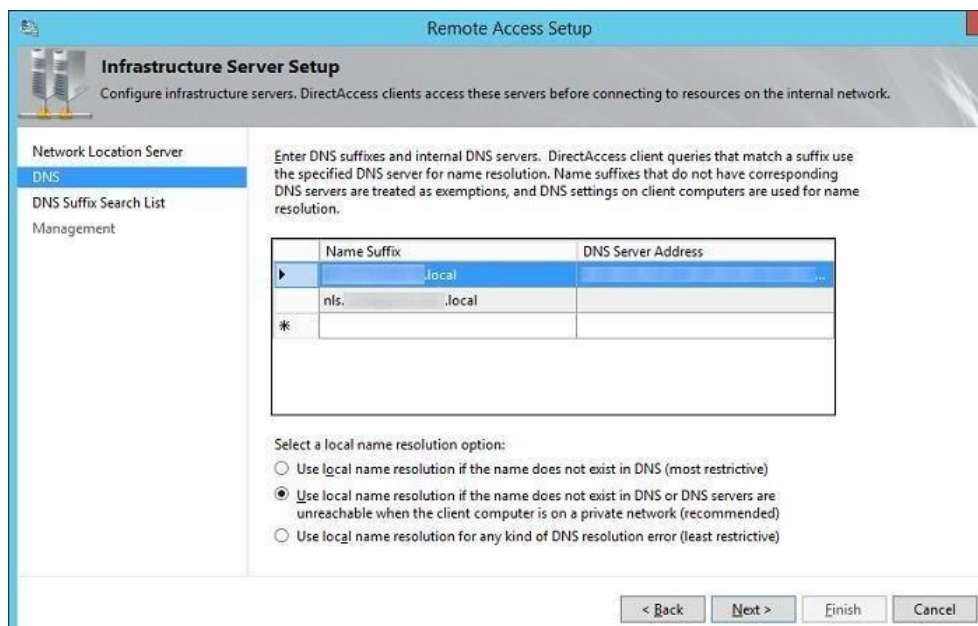 Remote Access Setup
Infrastructure Server Setup
Configure infrastructure servers. DirectAccess clients access these servers before connecting to resources on the internal network.
Network Location Server
DNS
DNS Suffix Search List
Management
Enter DNS suffixes and internal DNS servers. DirectAccess client queries that match a suffix use
the specified DNS server for name resolution. Name suffixes that do not have corresponding
DNS servers are treated as exemptions, and DNS settings on client computers are used for name
resolution.
Name Suffix DNS Server Address
.local ...
nls. .local
*
Select a local name resolution option:
Use local name resolution if the name does not exist in DNS (most restrictive)
Use local name resolution if the name does not exist in DNS or DNS servers are
unreachable when the client computer is on a private network (recommended)
Use local name resolution for any kind of DNS resolution error (least restrictive)
< Back Next > Finish Cancel